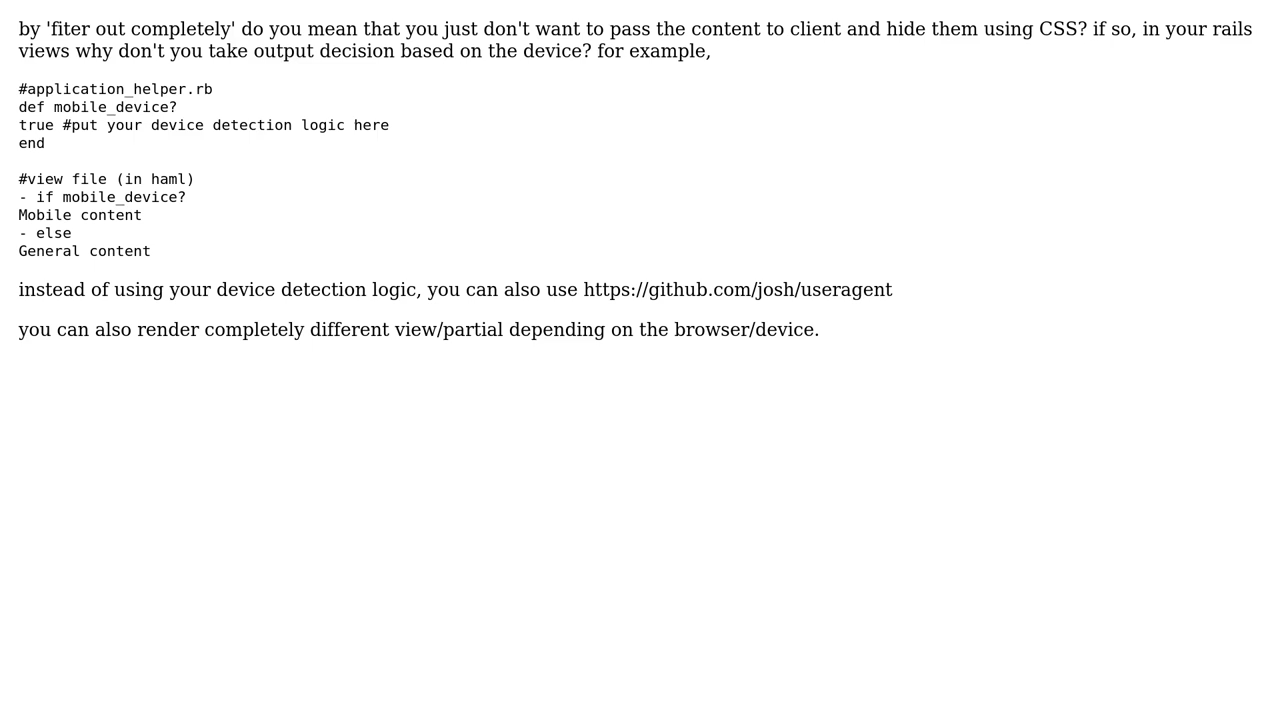 by 'fiter out completely' do you mean that you just don't want to pass the content to client and hide them using CSS? if so, in your rails
views why don't you take output decision based on the device? for example,
#application_helper.rb
def mobile_device?
true #put your device detection logic here
end
#view file (in haml)
- if mobile_device?
Mobile content
- else
General content
instead of using your device detection logic, you can also use https://github.com/josh/useragent
you can also render completely different view/partial depending on the browser/device.